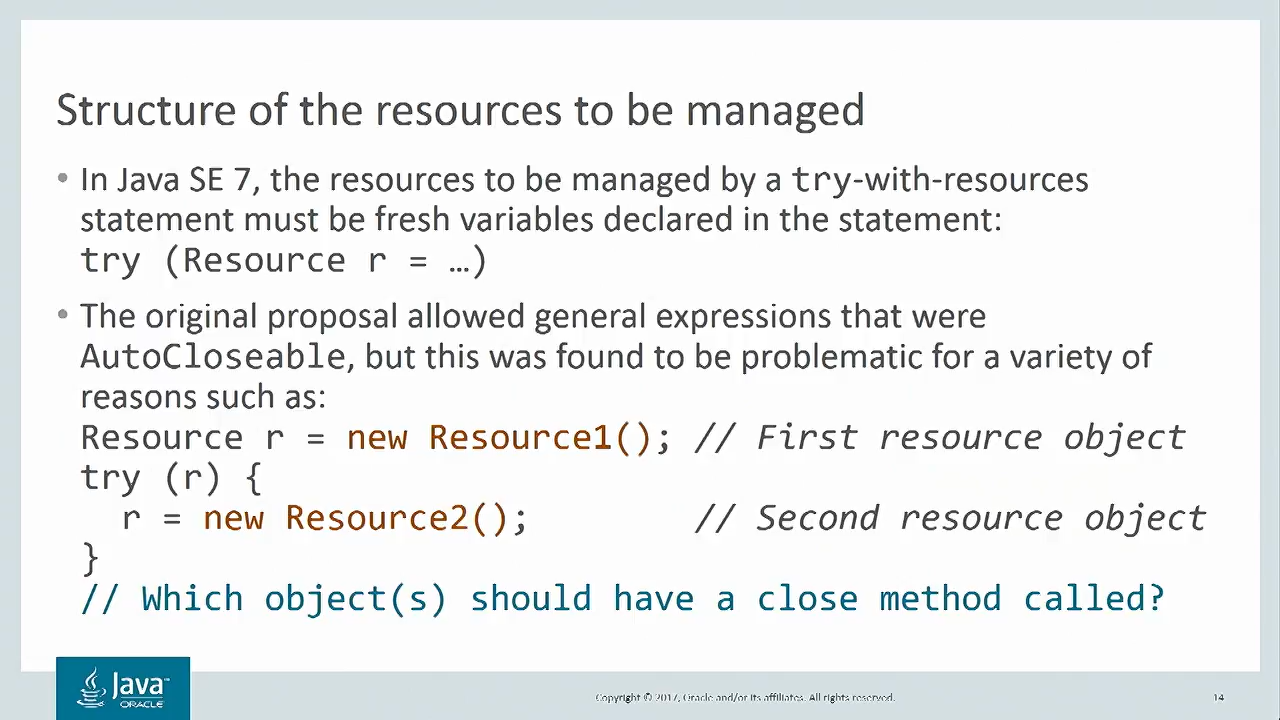 Structure of the resources to be managed
• In Java SE 7, the resources to be managed by a try-with-resources
statement must be fresh variables declared in the statement:
try (Resource r = …)
• The original proposal allowed general expressions that were
AutoCloseable, but this was found to be problematic for a variety of
reasons such as:
Resource r = new Resource1(); // First resource object
try (r) {
r = new Resource2(); // Second resource object
}
// Which object(s) should have a close method called?
Java™
ORACLE
Copyright © 2017, Oracle and/or its affiliates. All rights reserved.
14